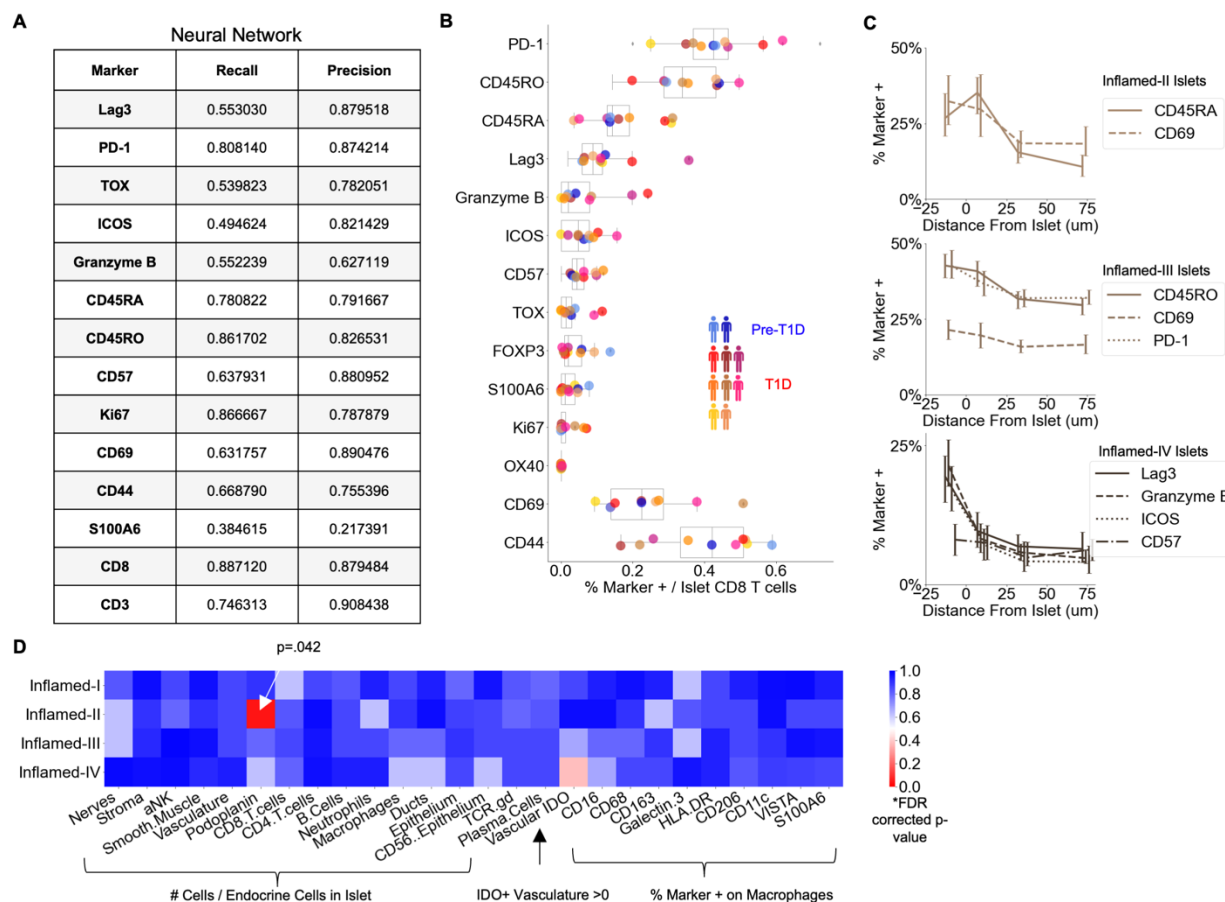 A
Neural Network
Marker Recall Precision
Lag3 0.553030 0.879518
PD-1 0.808140 0.874214
TOX 0.539823 0.782051
ICOS 0.494624 0.821429
Granzyme B 0.552239 0.627119
CD45RA 0.780822 0.791667
CD45RO 0.861702 0.826531
CD57 0.637931 0.880952
Ki67 0.866667 0.787879
CD69 0.631757 0.890476
CD44 0.668790 0.755396
S100A6 0.384615 0.217391
CD8 0.887120 0.879484
CD3 0.746313 0.908438
B
PD-1
CD45RO
CD45RA
Lag3
Granzyme B
ICOS
CD57
TOX
FOXP3
S100A6
Ki67
OX40
CD69
CD44
Pre-T1D
T1D
0.0 0.2 0.4 0.6
% Marker + / Islet CD8 T cells
C
50%
25%
0%
% Marker +
−25 0 25 50 75
Distance From Islet (um)
Inflamed-II Islets
CD45RA
CD69
50%
25%
0%
% Marker +
−25 0 25 50 75
Distance From Islet (um)
Inflamed-III Islets
CD45RO
CD69
PD-1
25%
0%
% Marker +
−25 0 25 50 75
Distance From Islet (um)
Inflamed-IV Islets
Lag3
Granzyme B
ICOS
CD57
D
p=.042
Inflamed-I
Inflamed-II
Inflamed-III
Inflamed-IV
Nerves
Stroma
aNK
Smooth.Muscle
Vasculature
Podoplanin
CD8.T.cells
CD4.T.cells
B.Cells
Neutrophils
Macrophages
Ducts
Epithelium
CD56..Epithelium
TCR.gd
Plasma.Cells
Vascular IDO
CD16
CD68
CD163
Galectin.3
HLA.DR
CD206
CD11c
VISTA
S100A6
1.0
0.8
0.6
0.4
0.2
0.0
*FDR
corrected p-
value
# Cells / Endocrine Cells in Islet
IDO+ Vasculature >0
% Marker + on Macrophages